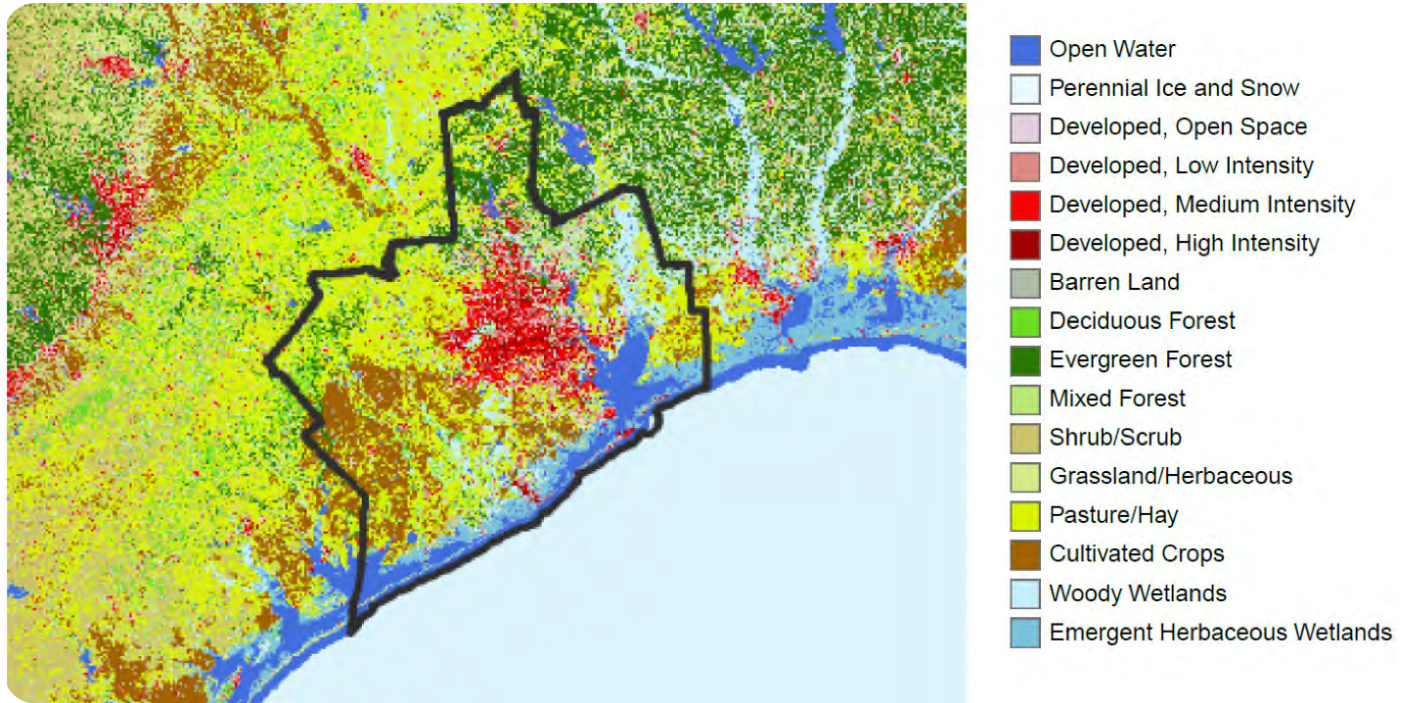 Open Water
Perennial Ice and Snow
Developed, Open Space
Developed, Low Intensity
Developed, Medium Intensity
Developed, High Intensity
Barren Land
Deciduous Forest
Evergreen Forest
Mixed Forest
Shrub/Scrub
Grassland/Herbaceous
Pasture/Hay
Cultivated Crops
Woody Wetlands
Emergent Herbaceous Wetlands